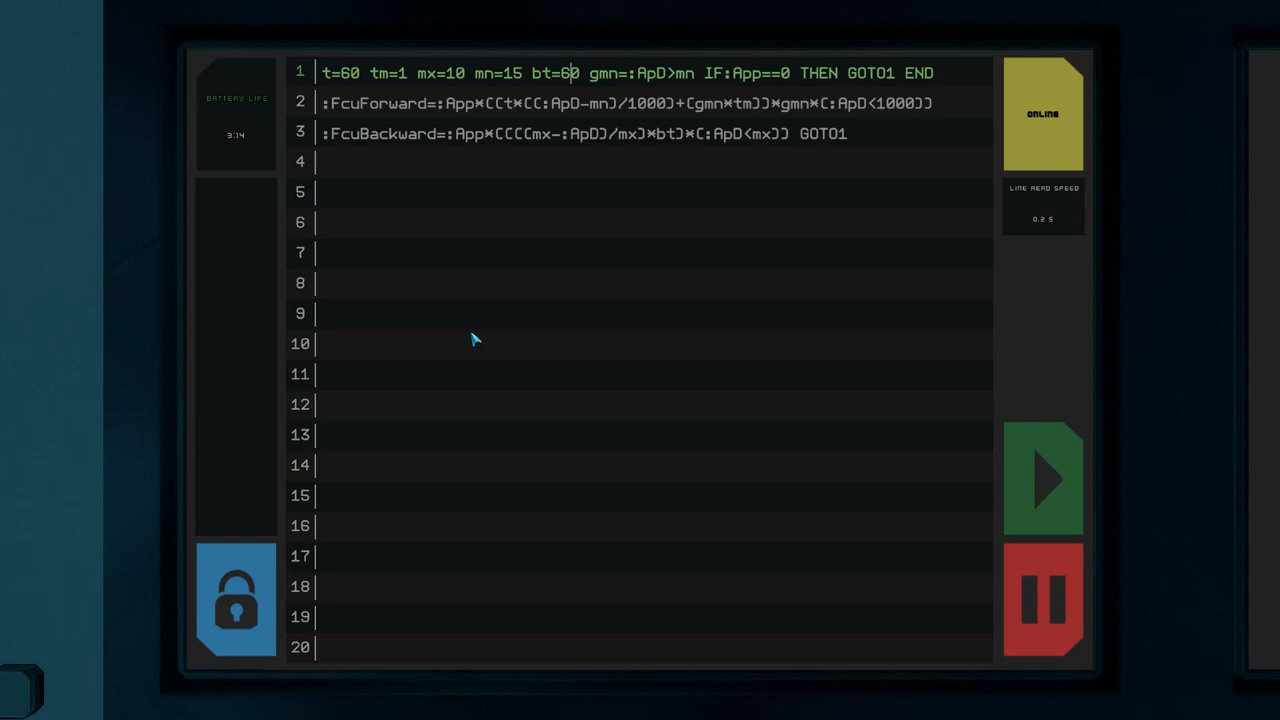 BATTERY LIFE
3:14
1 t=60 tm=1 mx=10 mn=15 bt=60 gmn=:ApD>mn IF:App==0 THEN GOTO1 END
2 :FcuForward=:App*((t*((:ApD-mn)/1000)+(gmn*tm))*gmn*(:ApD<1000))
3 :FcuBackward=:App*((((mx-:ApD)/mx)*bt)*(:ApD<mx)) GOTO1
4
5
6
7
8
9
10
11
12
13
14
15
16
17
18
19
20
ONLINE
LINE READ SPEED
0.2 S